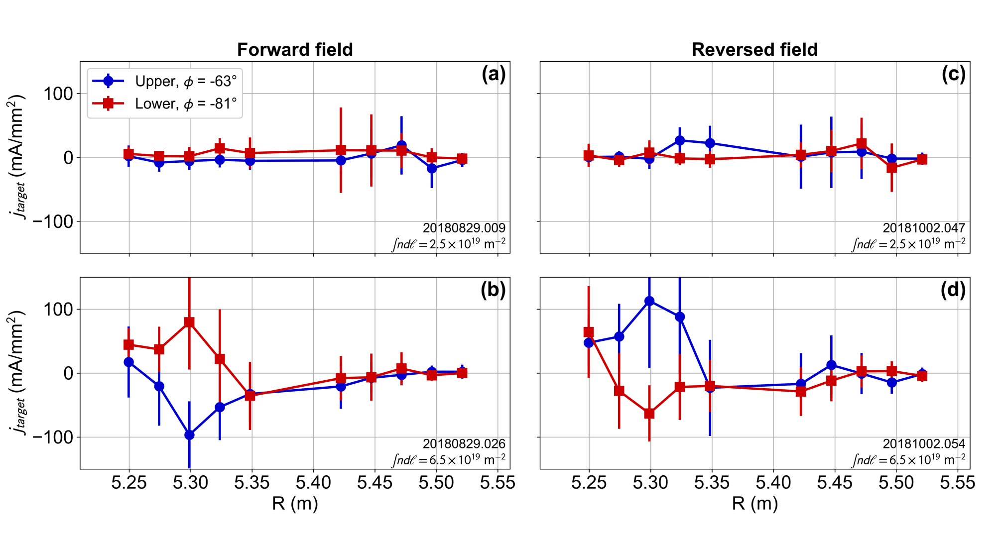 Forward field
Reversed field
(a)
Upper, ϕ = -63°
Lower, ϕ = -81°
100
0
−100
j_target (mA/mm²)
20180829.009
∫ndℓ = 2.5 × 10¹⁹ m⁻²
(c)
20181002.047
∫ndℓ = 2.5 × 10¹⁹ m⁻²
(b)
100
0
−100
j_target (mA/mm²)
20180829.026
∫ndℓ = 6.5 × 10¹⁹ m⁻²
5.25 5.30 5.35 5.40 5.45 5.50 5.55
R (m)
(d)
20181002.054
∫ndℓ = 6.5 × 10¹⁹ m⁻²
5.25 5.30 5.35 5.40 5.45 5.50 5.55
R (m)